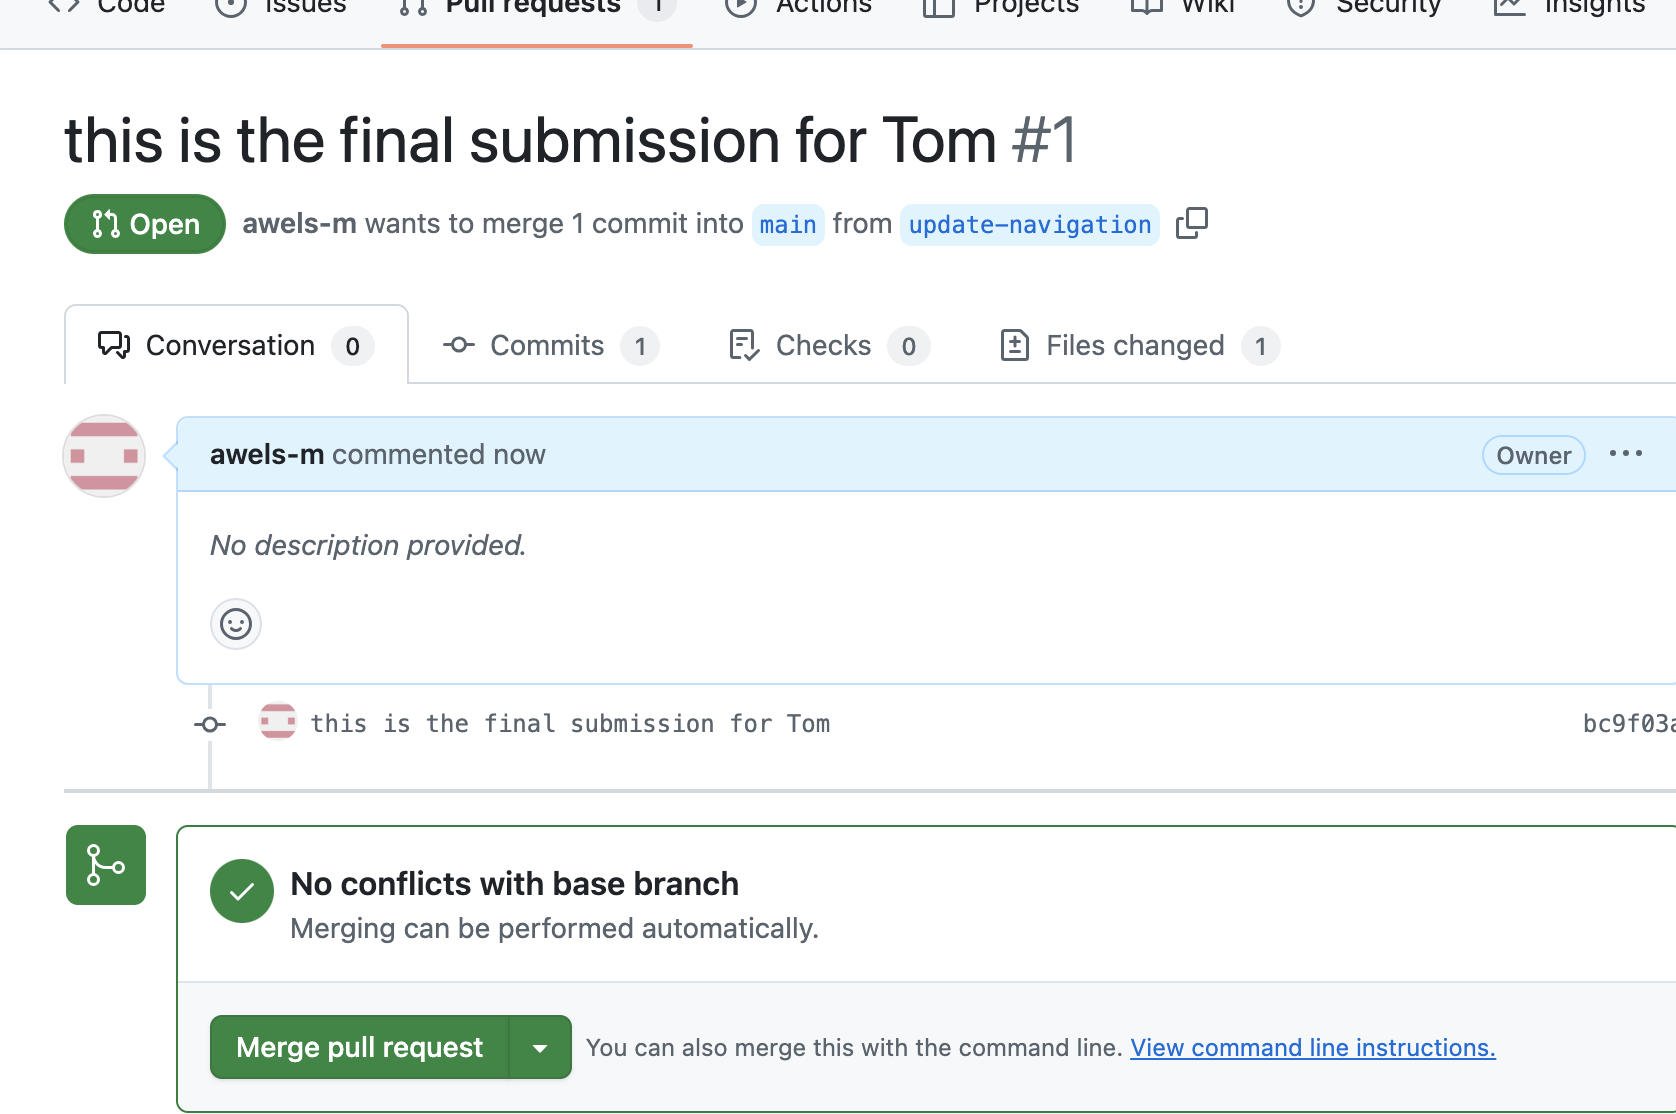 Code Issues Pull requests 1 Actions Projects Wiki Security Insights
this is the final submission for Tom #1
Open awels-m wants to merge 1 commit into main from update-navigation
Conversation 0 Commits 1 Checks 0 Files changed 1
awels-m commented now Owner
No description provided.
this is the final submission for Tom bc9f03a
No conflicts with base branch
Merging can be performed automatically.
Merge pull request You can also merge this with the command line. View command line instructions.